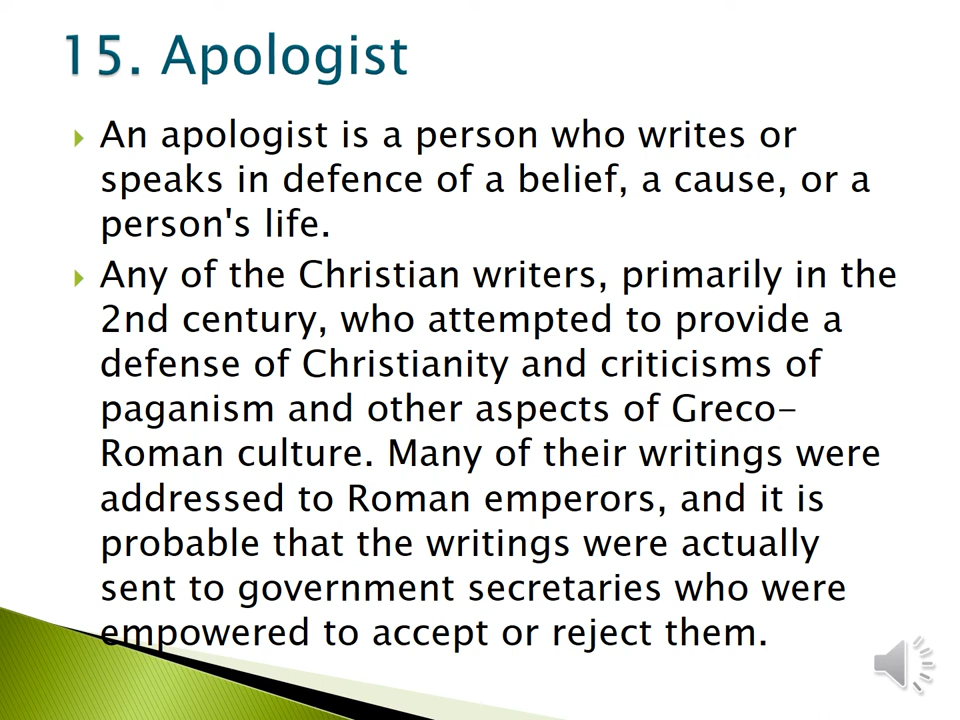 15. Apologist
An apologist is a person who writes or
speaks in defence of a belief, a cause, or a
person's life.
Any of the Christian writers, primarily in the
2nd century, who attempted to provide a
defense of Christianity and criticisms of
paganism and other aspects of Greco-
Roman culture. Many of their writings were
addressed to Roman emperors, and it is
probable that the writings were actually
sent to government secretaries who were
empowered to accept or reject them.